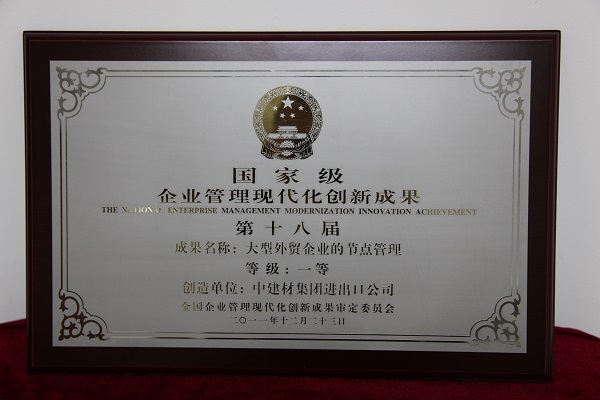 国家级
企业管理现代化创新成果
THE NATIONAL ENTERPRISE MANAGEMENT MODERNIZATION INNOVATION ACHIEVEMENT
第十八届
成果名称：大型外贸企业的节点管理
等级：一等
创造单位：中建材集团进出口公司
全国企业管理现代化创新成果审定委员会
二〇一一年十二月二十三日